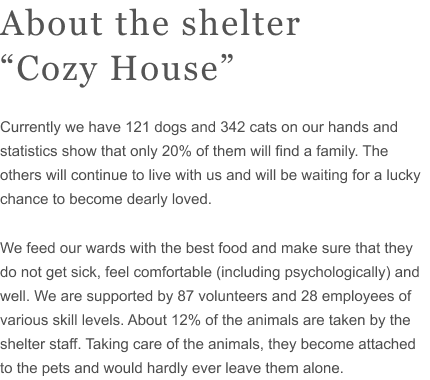 About the shelter
“Cozy House”
Currently we have 121 dogs and 342 cats on our hands and
statistics show that only 20% of them will find a family. The
others will continue to live with us and will be waiting for a lucky
chance to become dearly loved.
We feed our wards with the best food and make sure that they
do not get sick, feel comfortable (including psychologically) and
well. We are supported by 87 volunteers and 28 employees of
various skill levels. About 12% of the animals are taken by the
shelter staff. Taking care of the animals, they become attached
to the pets and would hardly ever leave them alone.